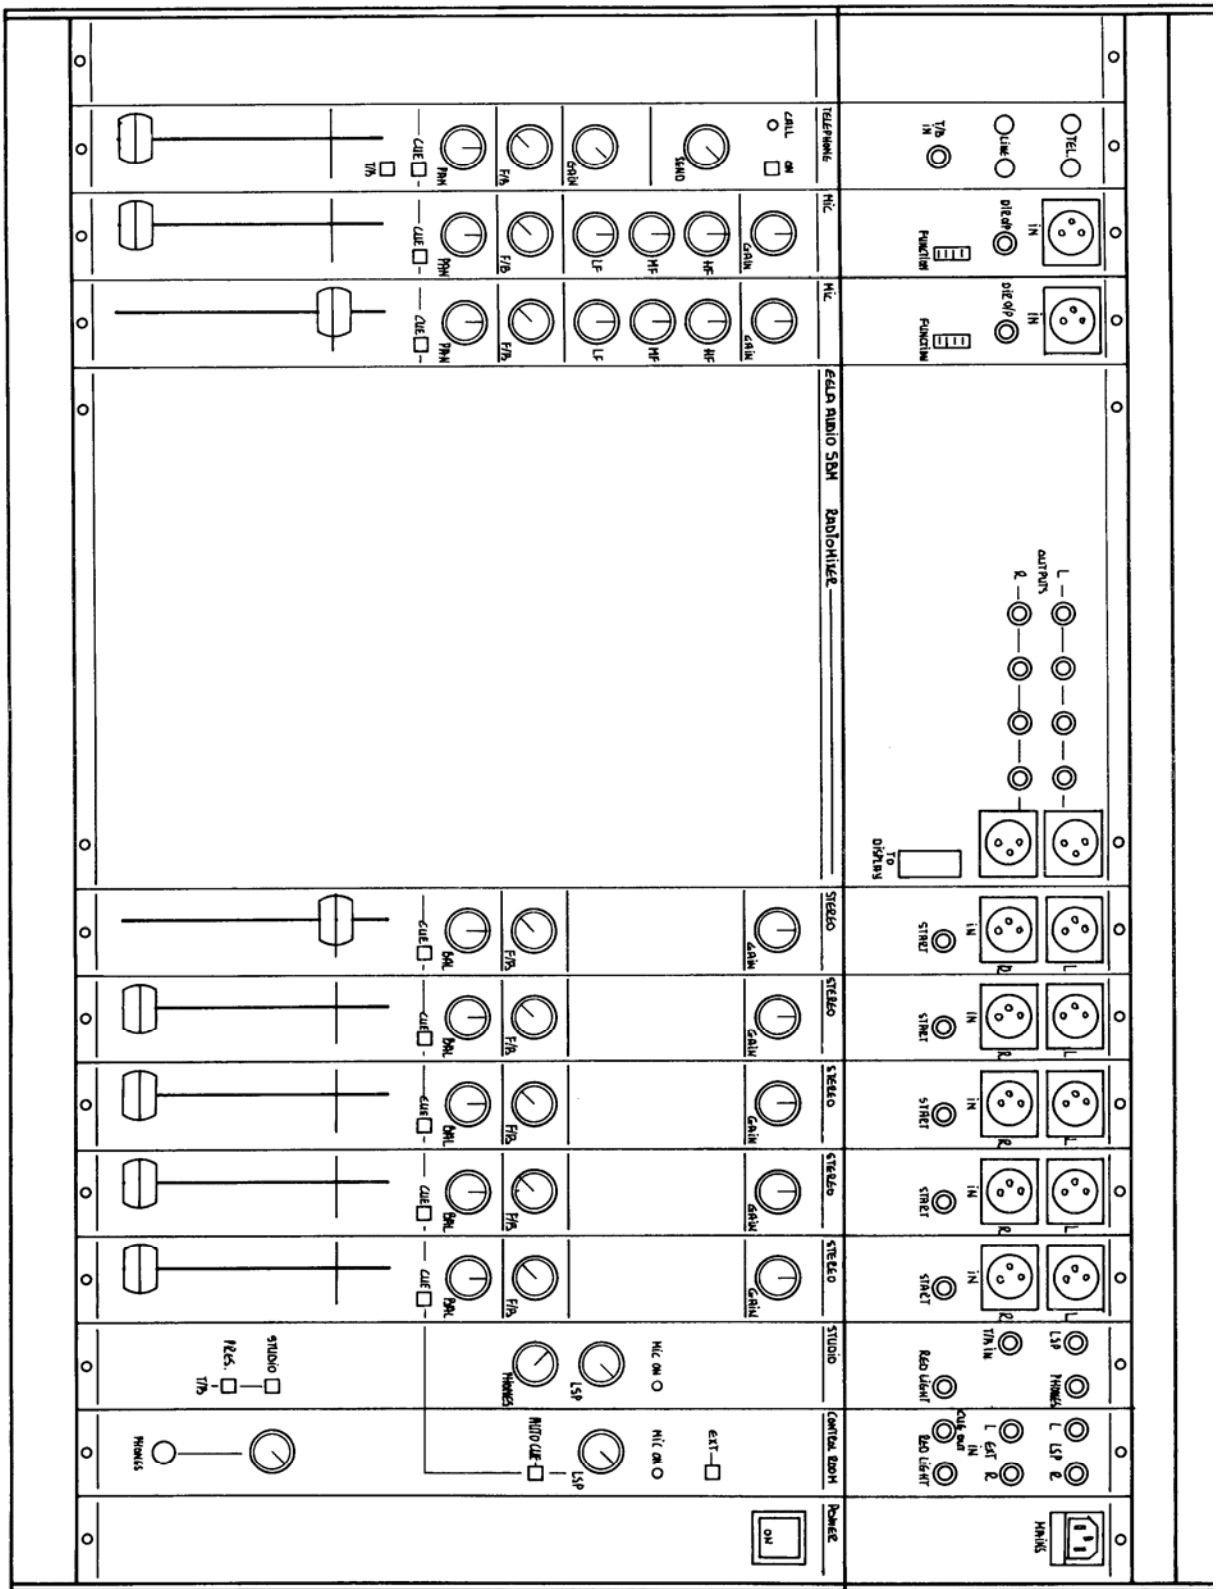 TELEPHONE
CALL
ON
SEND
GAIN
F/B
PAN
CUE
T/B
T/B
IN
LINE
TEL.
MIC
GAIN
HF
MF
LF
F/B
PAN
CUE
FUNCTION
DIR O/P
IN
MIC
GAIN
HF
MF
LF
F/B
PAN
CUE
FUNCTION
DIR O/P
IN
EELA AUDIO SBM RADIOMIXER
OUTPUTS
L
R
TO
DISPLAY
STEREO
GAIN
F/B
BAL
CUE
START
IN
L
STEREO
GAIN
F/B
BAL
CUE
START
IN
R
L
STEREO
GAIN
F/B
BAL
CUE
START
IN
R
L
STEREO
GAIN
F/B
BAL
CUE
START
IN
R
L
STEREO
GAIN
F/B
BAL
CUE
START
IN
R
L
STUDIO
MIC ON
LSP
PHONES
STUDIO
PRES.
T/B
T/B IN
RED LIGHT
LSP
PHONES
CONTROL ROOM
EXT
MIC ON
LSP
AUTO CUE
PHONES
CUE OUT
RED LIGHT
L EXT R
IN
L LSP R
POWER
ON
MAINS